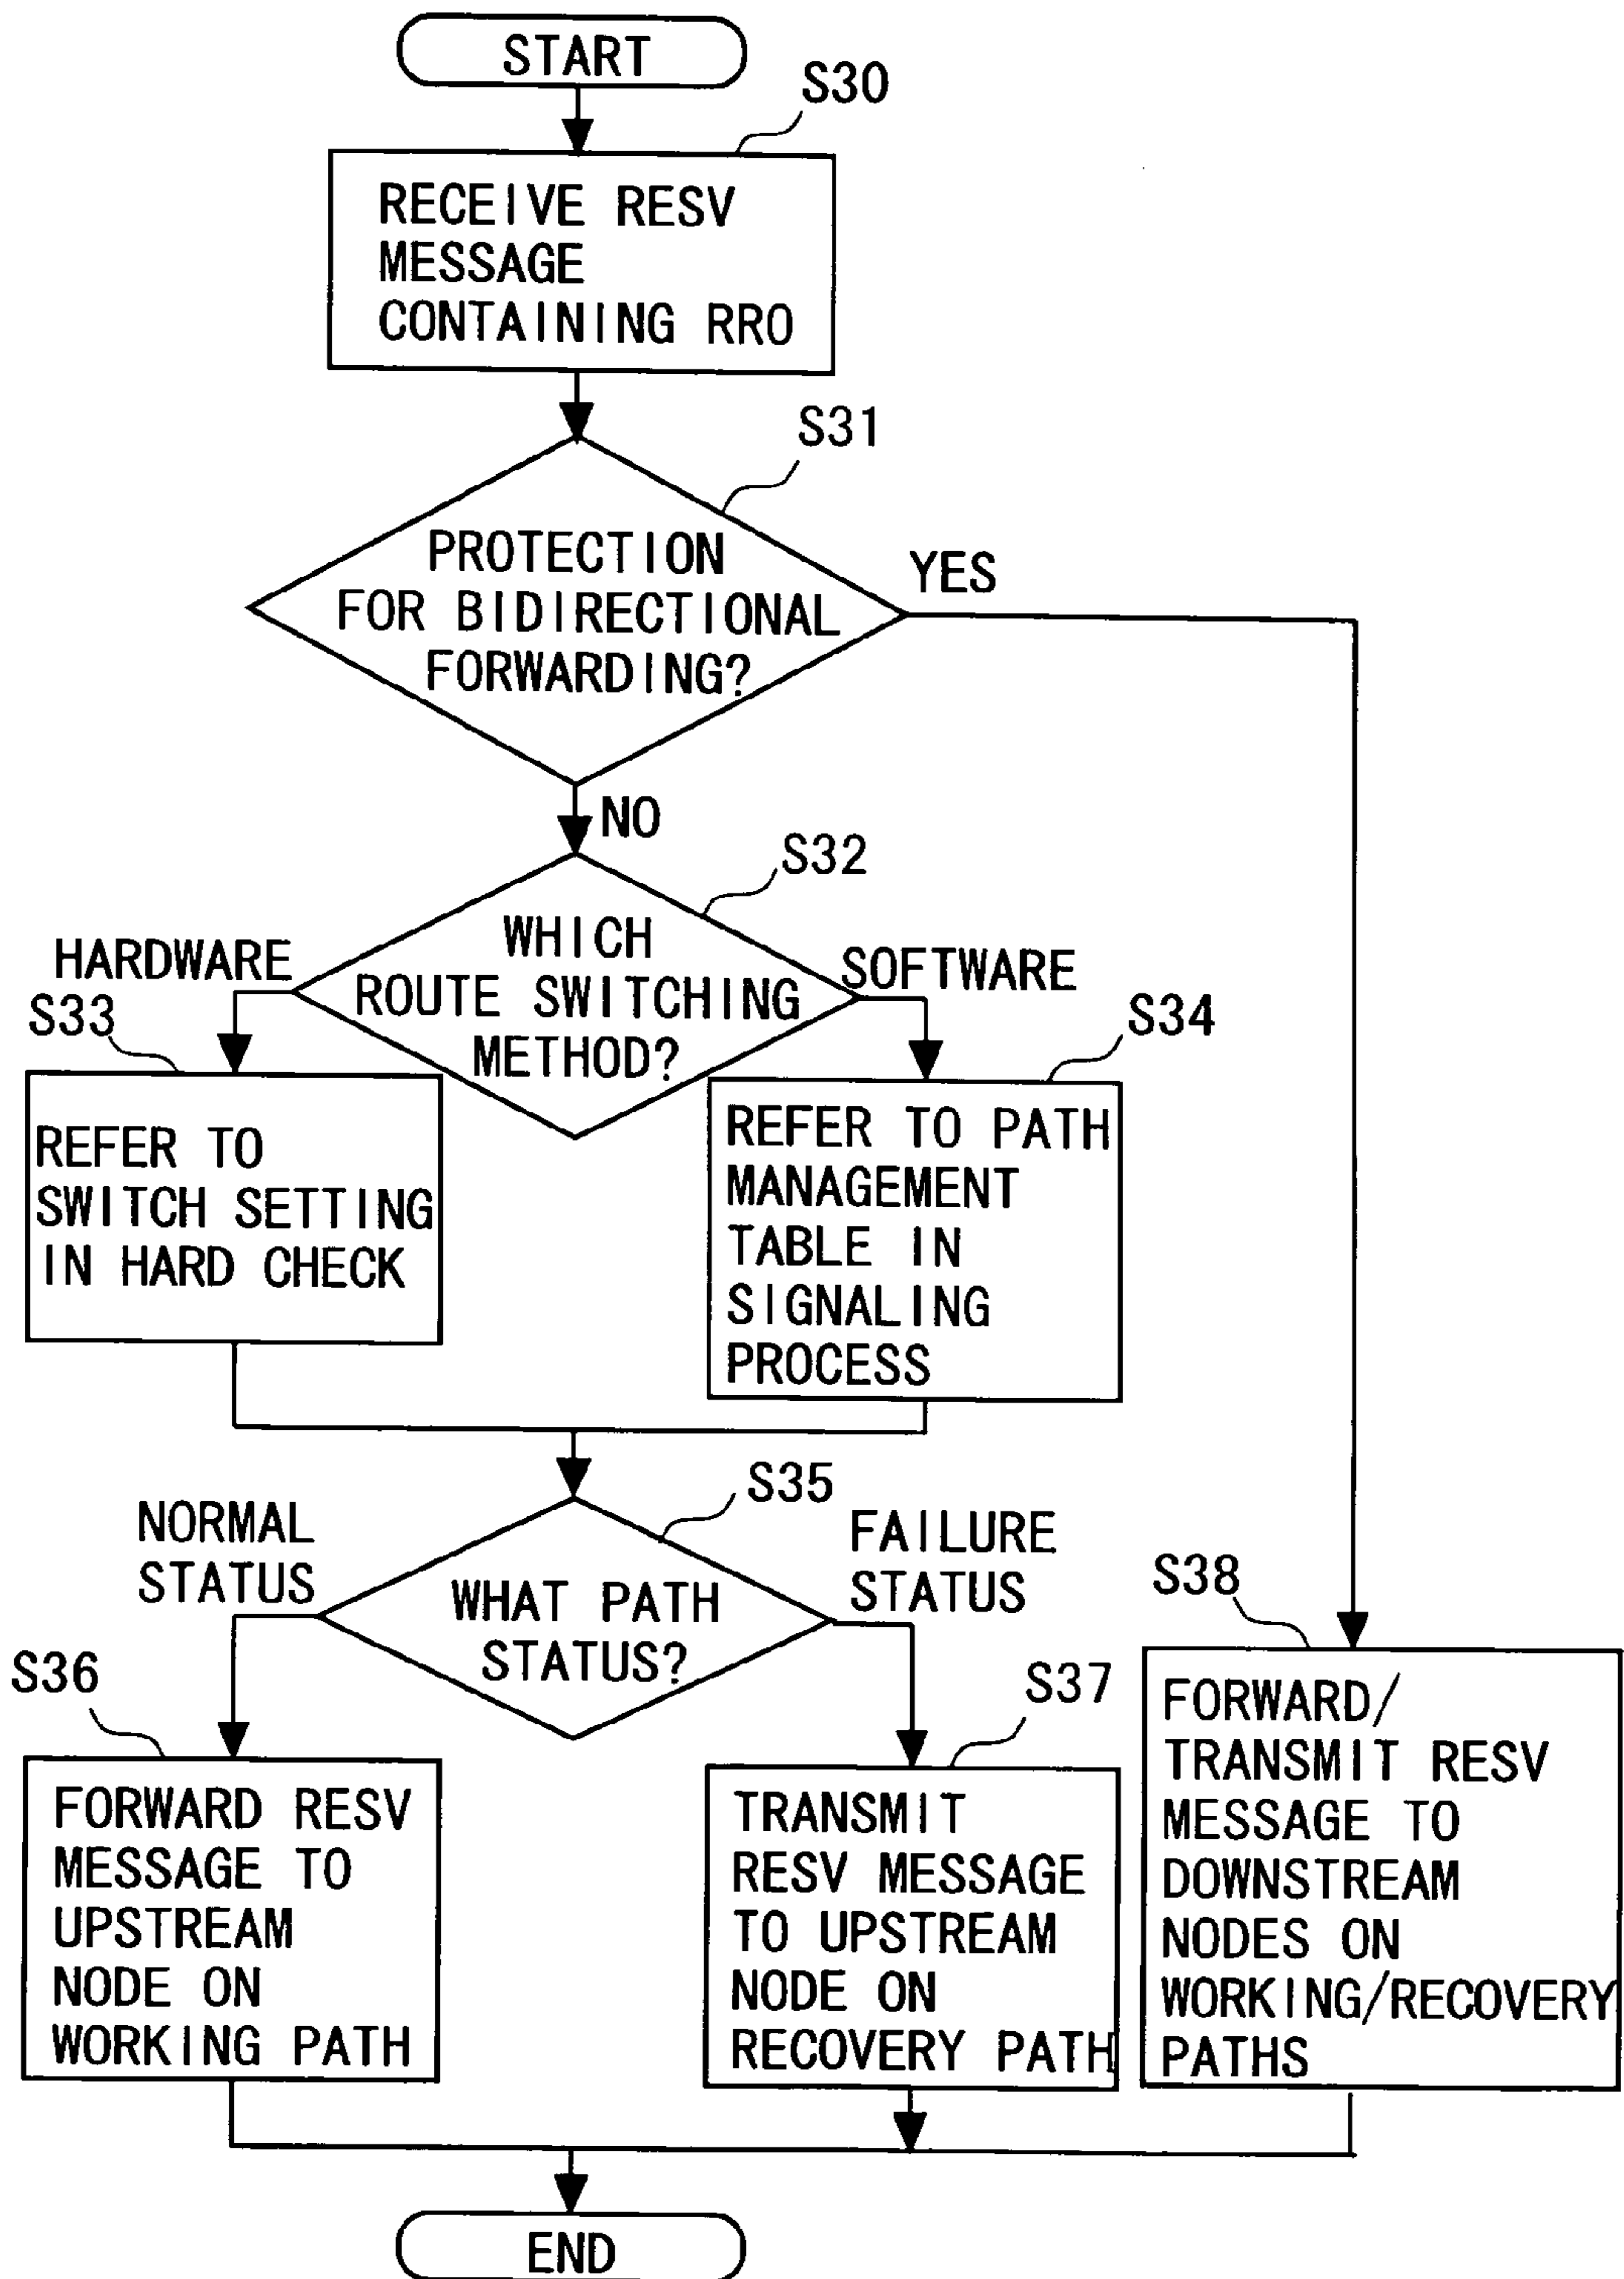 START
S30
RECEIVE RESV
MESSAGE
CONTAINING RRO
S31
PROTECTION
FOR BIDIRECTIONAL
FORWARDING?
YES
NO
S32
WHICH
ROUTE SWITCHING
METHOD?
HARDWARE
SOFTWARE
S33
REFER TO
SWITCH SETTING
IN HARD CHECK
S34
REFER TO PATH
MANAGEMENT
TABLE IN
SIGNALING
PROCESS
S35
WHAT PATH
STATUS?
NORMAL
STATUS
FAILURE
STATUS
S36
FORWARD RESV
MESSAGE TO
UPSTREAM
NODE ON
WORKING PATH
S37
TRANSMIT
RESV MESSAGE
TO UPSTREAM
NODE ON
RECOVERY PATH
S38
FORWARD/
TRANSMIT RESV
MESSAGE TO
DOWNSTREAM
NODES ON
WORKING/RECOVERY
PATHS
END